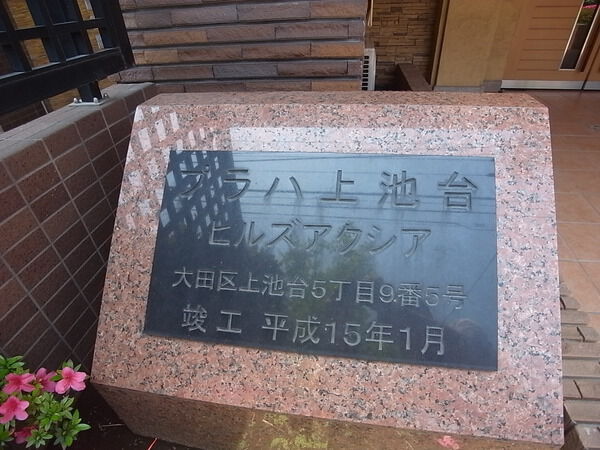 プラハ上池台
ヒルズアクシア
大田区上池台5丁目9番5号
竣工 平成15年1月